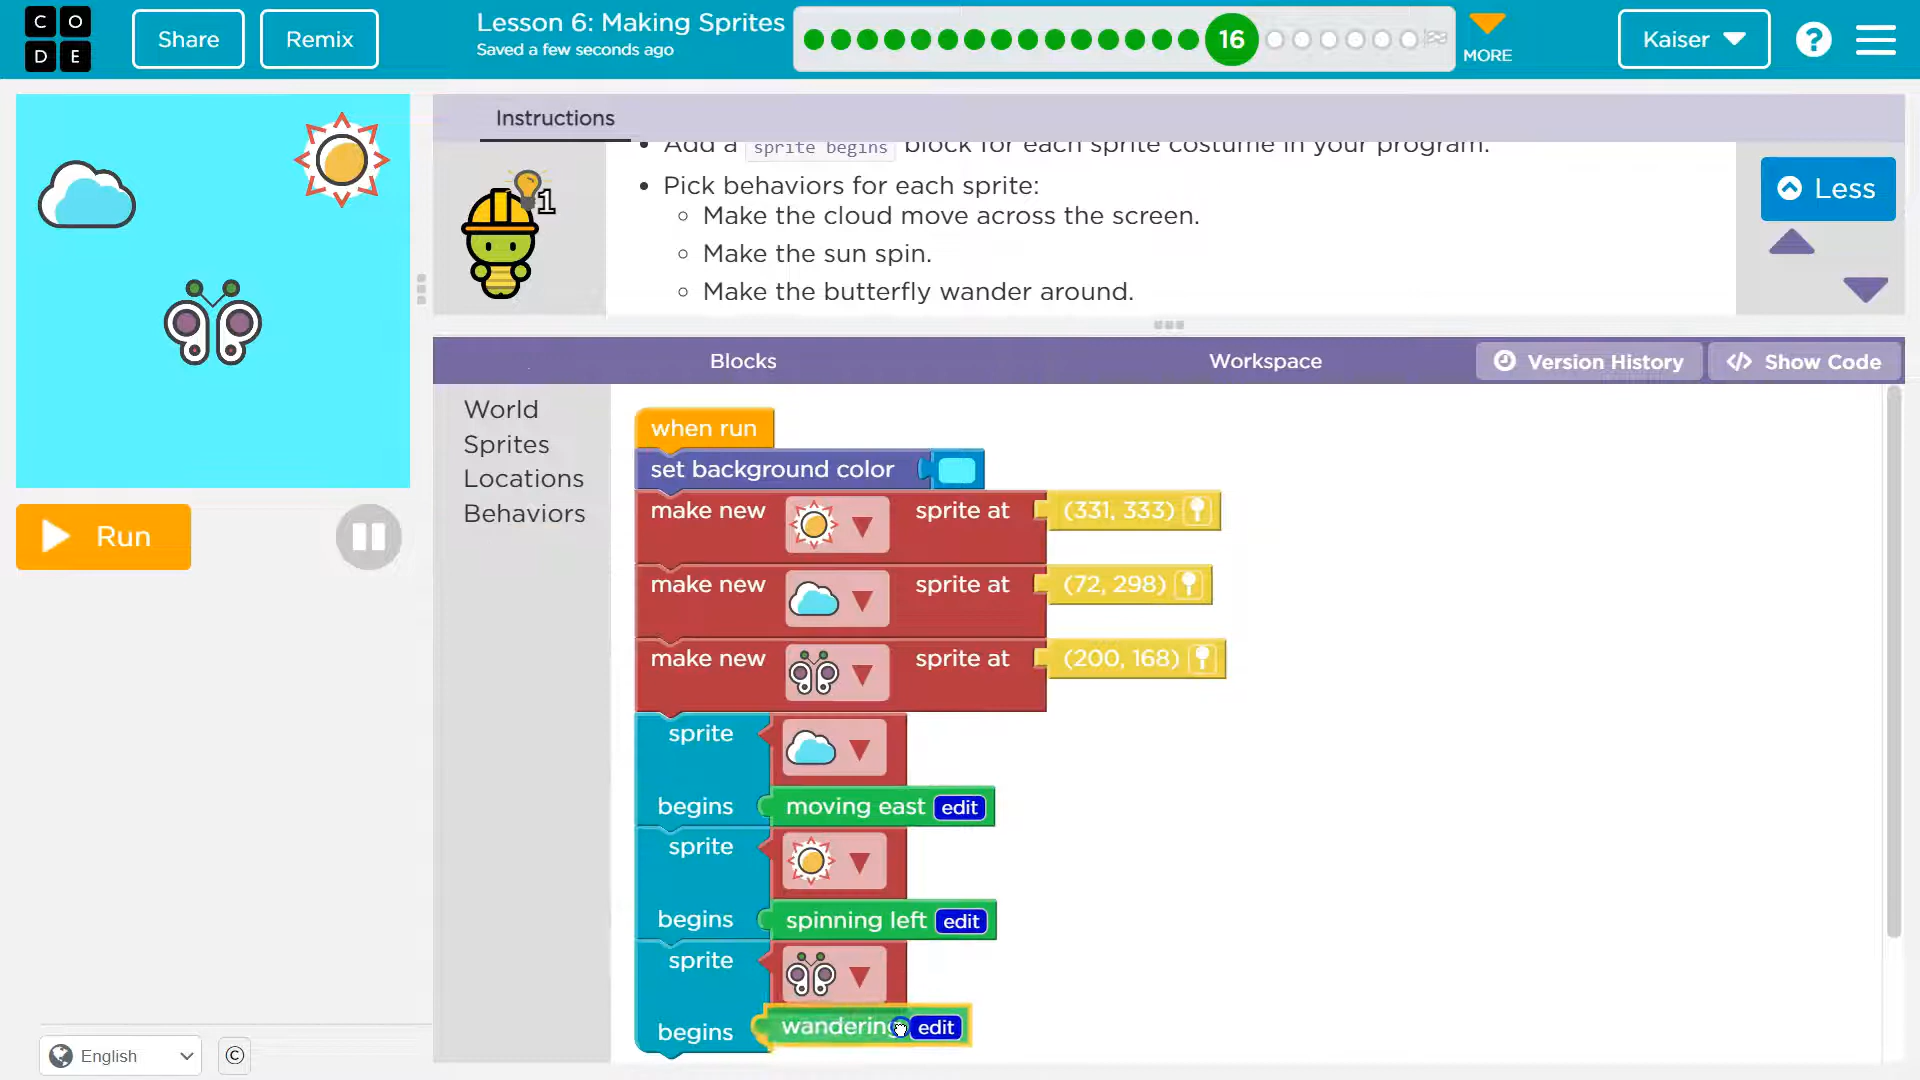 C O
D E
Share
Remix
Lesson 6: Making Sprites
Saved a few seconds ago
16
MORE
Kaiser
?
Instructions
Add a sprite begins block for each sprite costume in your program.
Pick behaviors for each sprite:
Make the cloud move across the screen.
Make the sun spin.
Make the butterfly wander around.
1
Less
Blocks
Workspace
Version History
Show Code
World
Sprites
Locations
Behaviors
Run
when run
set background color
make new sprite at (331, 333)
make new sprite at (72, 298)
make new sprite at (200, 168)
sprite
begins moving east edit
sprite
begins spinning left edit
sprite
begins wandering edit
English
©